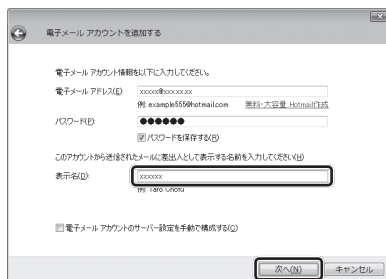 電子メール アカウントを追加する
電子メール アカウント情報を以下に入力してください。
電子メール アドレス(E): xxxxx@xxx.xx.xx
例: example555@hotmail.com 無料・大容量 Hotmail作成
パスワード(P): ●●●●●●
パスワードを保存する(R)
このアカウントから送信されたメールに差出人として表示する名前を入力してください(H)
表示名(D): xxxxxx
例: Taro Chofu
電子メール アカウントのサーバー設定を手動で構成する(C)
次へ(N) キャンセル